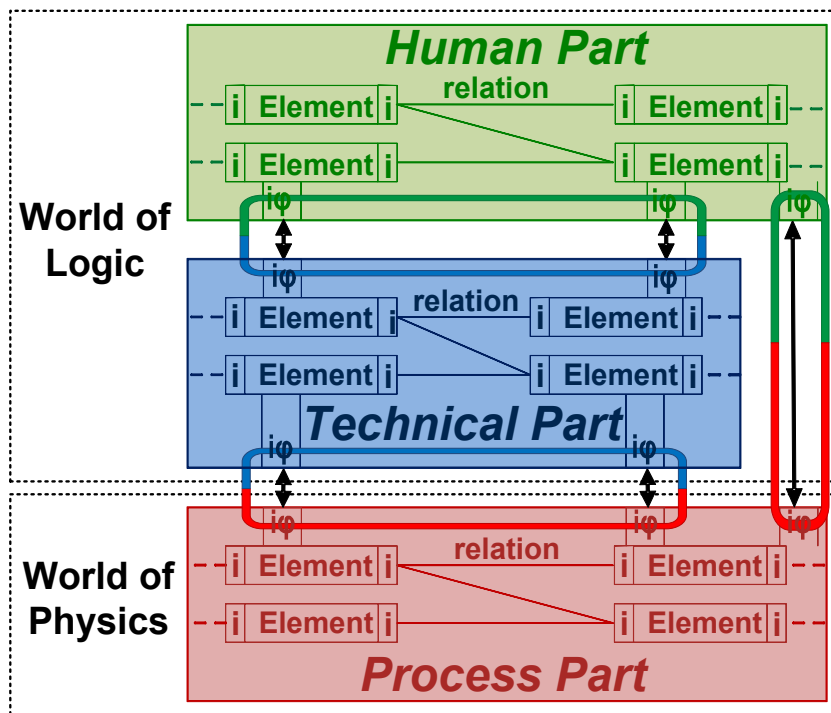 Human Part
relation
i Element i i Element i
i Element i i Element i
iφ iφ iφ
World of
Logic
iφ iφ
relation
i Element i i Element i
i Element i i Element i
Technical Part
iφ iφ
iφ iφ iφ
relation
i Element i i Element i
World of
Physics
i Element i i Element i
Process Part